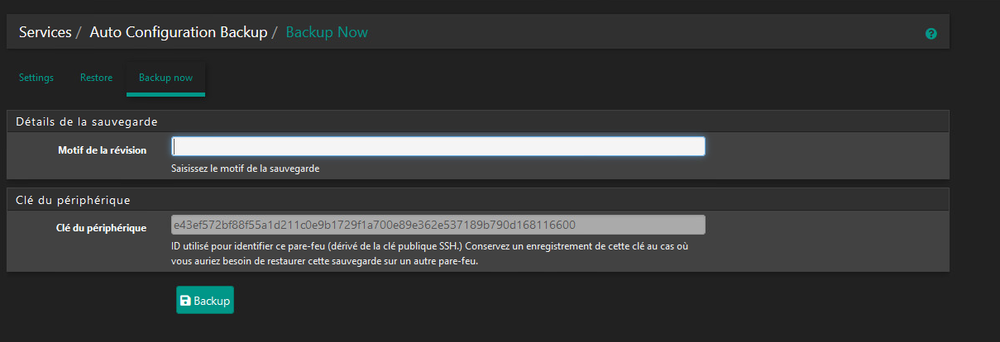 Services / Auto Configuration Backup / Backup Now
Settings Restore Backup now
Détails de la sauvegarde
Motif de la révision
Saisissez le motif de la sauvegarde
Clé du périphérique
Clé du périphérique e43ef572bf88f55a1d211c0e9b1729f1a700e89e362e537189b790d168116600
ID utilisé pour identifier ce pare-feu (dérivé de la clé publique SSH.) Conservez un enregistrement de cette clé au cas où
vous auriez besoin de restaurer cette sauvegarde sur un autre pare-feu.
Backup